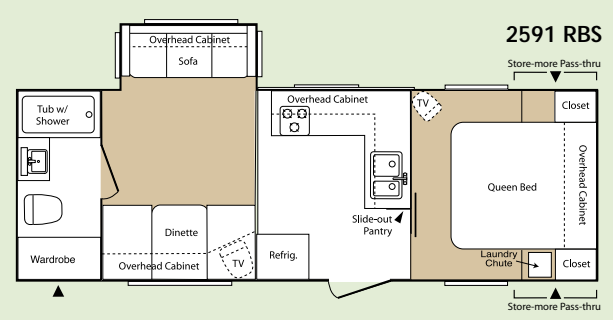 2591 RBS
Store-more Pass-thru
Overhead Cabinet
Sofa
Tub w/
Shower
Overhead Cabinet
TV
Closet
Queen Bed
Overhead Cabinet
Slide-out
Pantry
Dinette
Wardrobe
Overhead Cabinet
TV
Refrig.
Laundry
Chute
Closet
Store-more Pass-thru